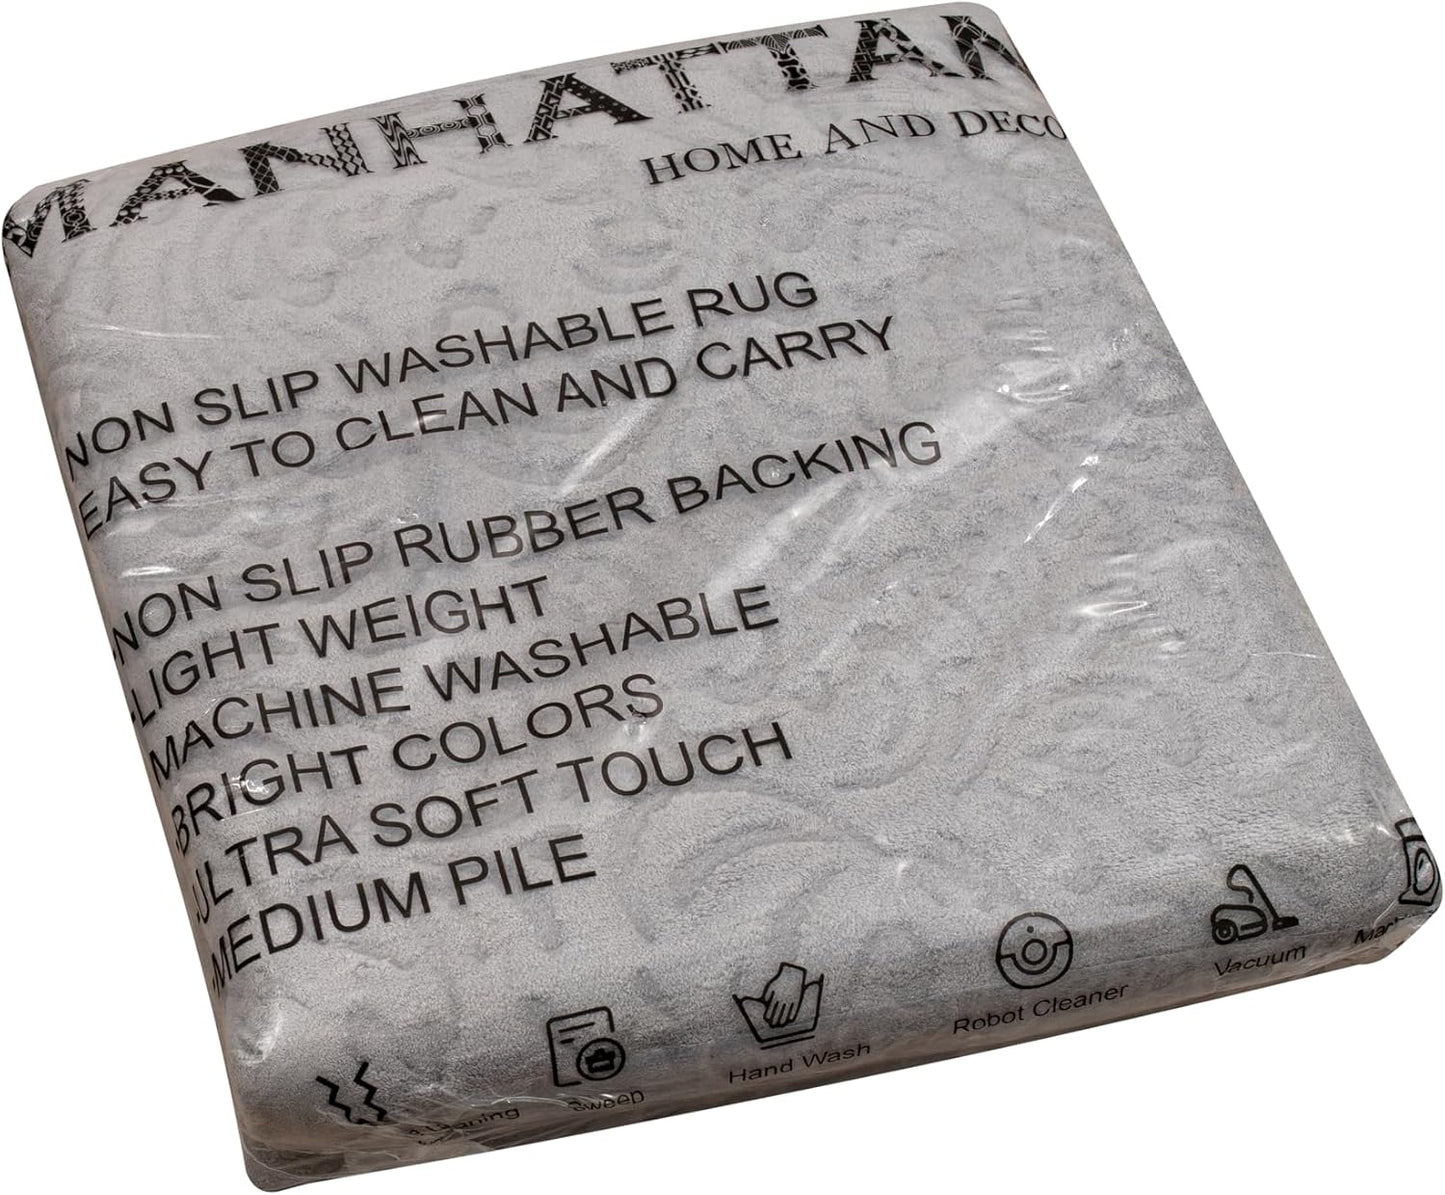 MANHATTAN
HOME AND DECO
NON SLIP WASHABLE RUG
EASY TO CLEAN AND CARRY
·NON SLIP RUBBER BACKING
·LIGHT WEIGHT
·MACHINE WASHABLE
·BRIGHT COLORS
·ULTRA SOFT TOUCH
·MEDIUM PILE
Sweep
Hand Wash
Robot Cleaner
Vacuum